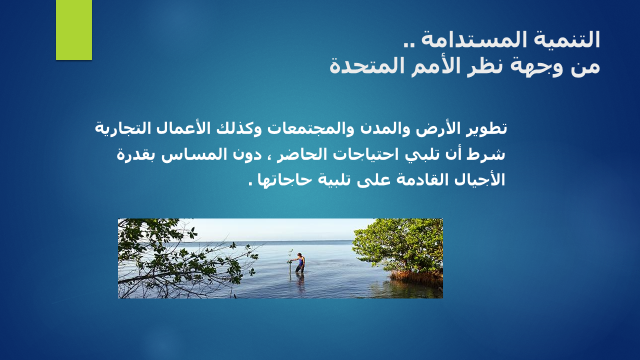 التنمية المستدامة ..
من وجهة نظر الأمم المتحدة
تطوير الأرض والمدن والمجتمعات وكذلك الأعمال التجارية
شرط أن تلبي احتياجات الحاضر ، دون المساس بقدرة
الأجيال القادمة على تلبية حاجاتها .